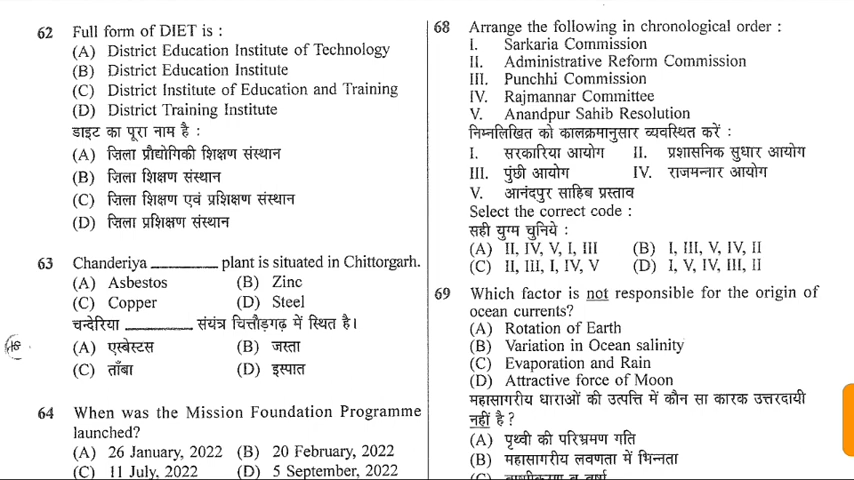 62 Full form of DIET is :
(A) District Education Institute of Technology
(B) District Education Institute
(C) District Institute of Education and Training
(D) District Training Institute
डाइट का पूरा नाम है :
(A) जिला प्रौद्योगिकी शिक्षण संस्थान
(B) जिला शिक्षण संस्थान
(C) जिला शिक्षण एवं प्रशिक्षण संस्थान
(D) जिला प्रशिक्षण संस्थान
63 Chanderiya ________ plant is situated in Chittorgarh.
(A) Asbestos (B) Zinc
(C) Copper (D) Steel
चन्देरिया ________ संयंत्र चित्तौड़गढ़ में स्थित है।
(A) एस्बेस्टस (B) जस्ता
(C) ताँबा (D) इस्पात
64 When was the Mission Foundation Programme
launched?
(A) 26 January, 2022 (B) 20 February, 2022
(C) 11 July, 2022 (D) 5 September, 2022
68 Arrange the following in chronological order :
I. Sarkaria Commission
II. Administrative Reform Commission
III. Punchhi Commission
IV. Rajmannar Committee
V. Anandpur Sahib Resolution
निम्नलिखित को कालक्रमानुसार व्यवस्थित करें :
I. सरकारिया आयोग II. प्रशासनिक सुधार आयोग
III. पुंछी आयोग IV. राजमन्नार आयोग
V. आनंदपुर साहिब प्रस्ताव
Select the correct code :
सही युग्म चुनिये :
(A) II, IV, V, I, III (B) I, III, V, IV, II
(C) II, III, I, IV, V (D) I, V, IV, III, II
69 Which factor is not responsible for the origin of
ocean currents?
(A) Rotation of Earth
(B) Variation in Ocean salinity
(C) Evaporation and Rain
(D) Attractive force of Moon
महासागरीय धाराओं की उत्पत्ति में कौन सा कारक उत्तरदायी
नहीं है ?
(A) पृथ्वी की परिभ्रमण गति
(B) महासागरीय लवणता में भिन्नता